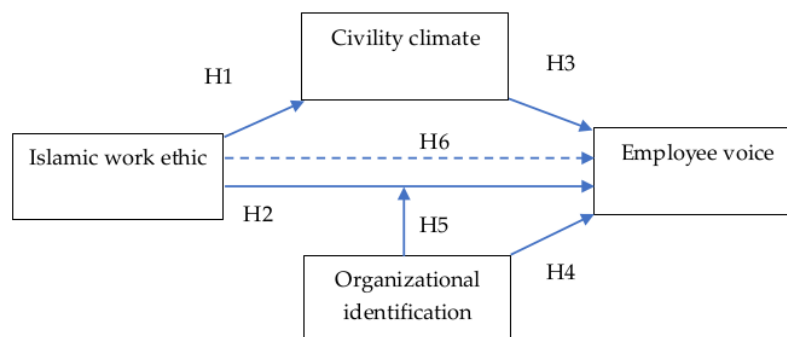 Civility climate
H1
H3
Islamic work ethic
H6
Employee voice
H2
H5
Organizational
identification
H4